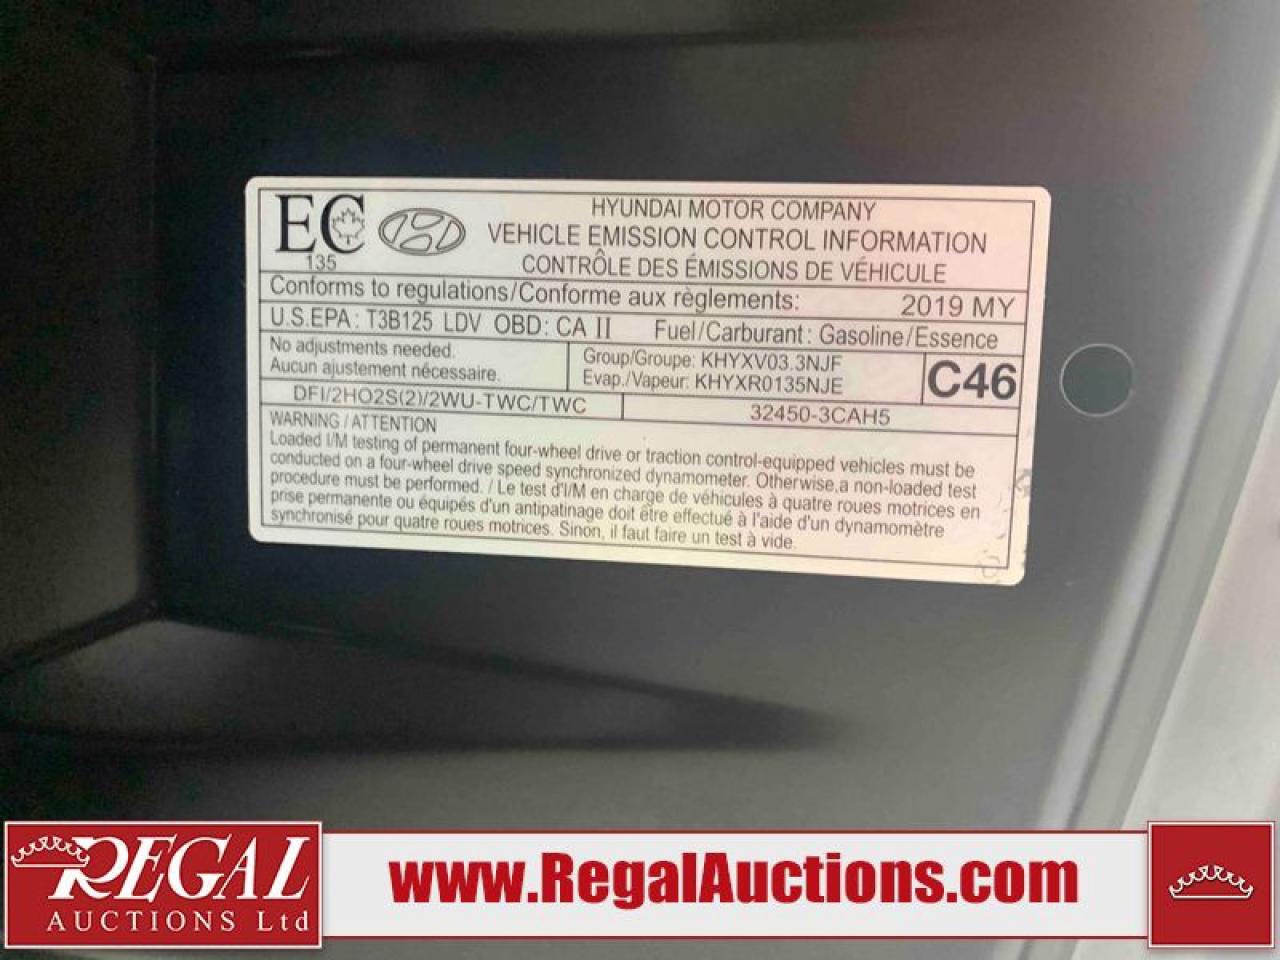 EC
135
HYUNDAI MOTOR COMPANY
VEHICLE EMISSION CONTROL INFORMATION
CONTRÔLE DES ÉMISSIONS DE VÉHICULE
Conforms to regulations/Conforme aux règlements: 2019 MY
U.S.EPA: T3B125 LDV OBD: CA II Fuel/Carburant: Gasoline/Essence
No adjustments needed.
Aucun ajustement nécessaire.
Group/Groupe: KHYXV03.3NJF
Evap./Vapeur: KHYXR0135NJE
C46
DFI/2HO2S(2)/2WU-TWC/TWC
32450-3CAH5
WARNING / ATTENTION
Loaded I/M testing of permanent four-wheel drive or traction control-equipped vehicles must be
conducted on a four-wheel drive speed synchronized dynamometer. Otherwise,a non-loaded test
procedure must be performed. / Le test d'I/M en charge de véhicules à quatre roues motrices en
prise permanente ou équipés d'un antipatinage doit être effectué à l'aide d'un dynamomètre
synchronisé pour quatre roues motrices. Sinon, il faut faire un test à vide.
REGAL
AUCTIONS Ltd
www.RegalAuctions.com